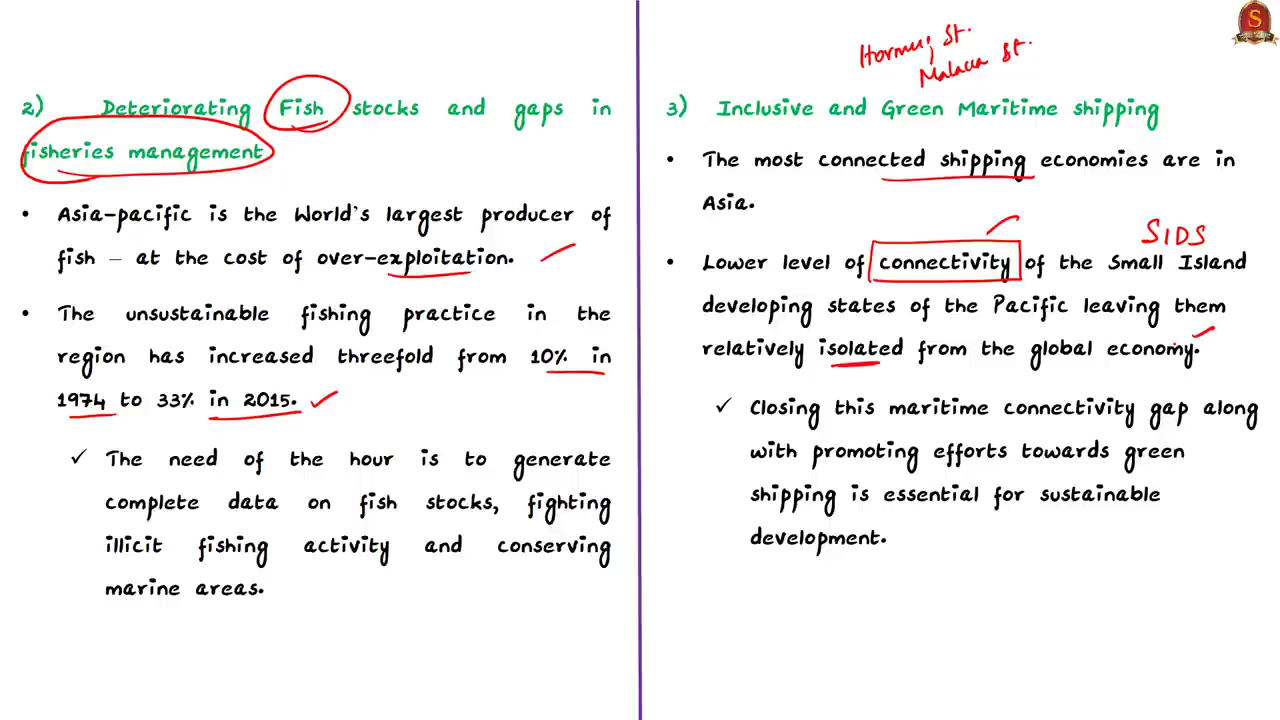 2) Deteriorating Fish stocks and gaps in
fisheries management
• Asia-pacific is the World's largest producer of
fish – at the cost of over-exploitation.
• The unsustainable fishing practice in the
region has increased threefold from 10% in
1974 to 33% in 2015.
✓ The need of the hour is to generate
complete data on fish stocks, fighting
illicit fishing activity and conserving
marine areas.
Hormuz St.
Malacca St.
3) Inclusive and Green Maritime shipping
• The most connected shipping economies are in
Asia.
SIDS
• Lower level of connectivity of the Small Island
developing states of the Pacific leaving them
relatively isolated from the global economy.
✓ Closing this maritime connectivity gap along
with promoting efforts towards green
shipping is essential for sustainable
development.
S